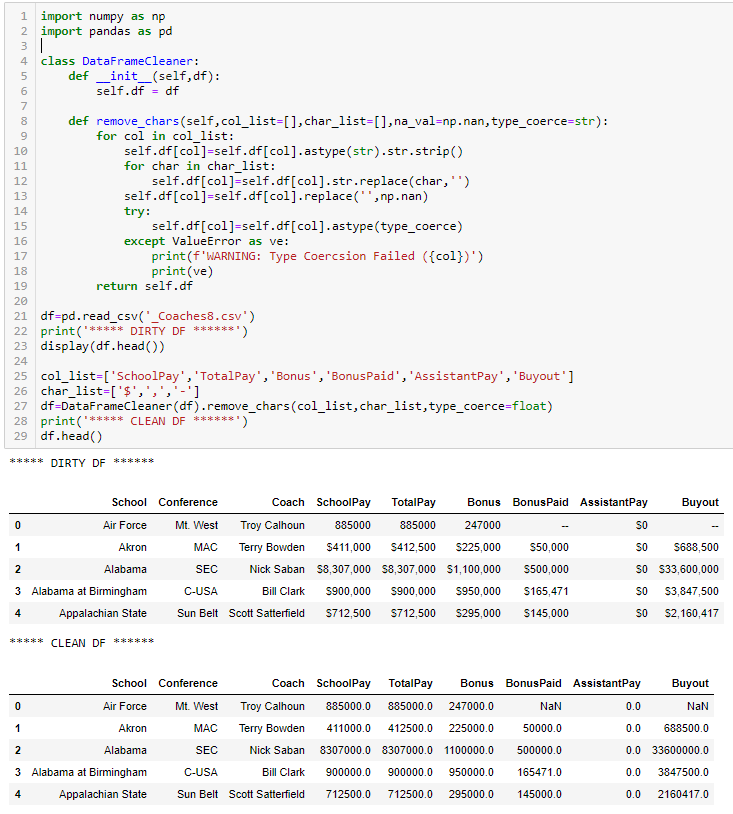 1 import numpy as np
2 import pandas as pd
3
4 class DataFrameCleaner:
5     def __init__(self,df):
6         self.df = df
7
8     def remove_chars(self,col_list=[],char_list=[],na_val=np.nan,type_coerce=str):
9         for col in col_list:
10             self.df[col]=self.df[col].astype(str).str.strip()
11             for char in char_list:
12                 self.df[col]=self.df[col].str.replace(char,'')
13             self.df[col]=self.df[col].replace('',np.nan)
14             try:
15                 self.df[col]=self.df[col].astype(type_coerce)
16             except ValueError as ve:
17                 print(f'WARNING: Type Coercsion Failed ({col})')
18                 print(ve)
19         return self.df
20
21 df=pd.read_csv('_Coaches8.csv')
22 print('***** DIRTY DF ******')
23 display(df.head())
24
25 col_list=['SchoolPay','TotalPay','Bonus','BonusPaid','AssistantPay','Buyout']
26 char_list=['$',',','-']
27 df=DataFrameCleaner(df).remove_chars(col_list,char_list,type_coerce=float)
28 print('***** CLEAN DF ******')
29 df.head()
***** DIRTY DF ******
School Conference Coach SchoolPay TotalPay Bonus BonusPaid AssistantPay Buyout
0 Air Force Mt. West Troy Calhoun 885000 885000 247000 -- $0 --
1 Akron MAC Terry Bowden $411,000 $412,500 $225,000 $50,000 $0 $688,500
2 Alabama SEC Nick Saban $8,307,000 $8,307,000 $1,100,000 $500,000 $0 $33,600,000
3 Alabama at Birmingham C-USA Bill Clark $900,000 $900,000 $950,000 $165,471 $0 $3,847,500
4 Appalachian State Sun Belt Scott Satterfield $712,500 $712,500 $295,000 $145,000 $0 $2,160,417
***** CLEAN DF ******
School Conference Coach SchoolPay TotalPay Bonus BonusPaid AssistantPay Buyout
0 Air Force Mt. West Troy Calhoun 885000.0 885000.0 247000.0 NaN 0.0 NaN
1 Akron MAC Terry Bowden 411000.0 412500.0 225000.0 50000.0 0.0 688500.0
2 Alabama SEC Nick Saban 8307000.0 8307000.0 1100000.0 500000.0 0.0 33600000.0
3 Alabama at Birmingham C-USA Bill Clark 900000.0 900000.0 950000.0 165471.0 0.0 3847500.0
4 Appalachian State Sun Belt Scott Satterfield 712500.0 712500.0 295000.0 145000.0 0.0 2160417.0